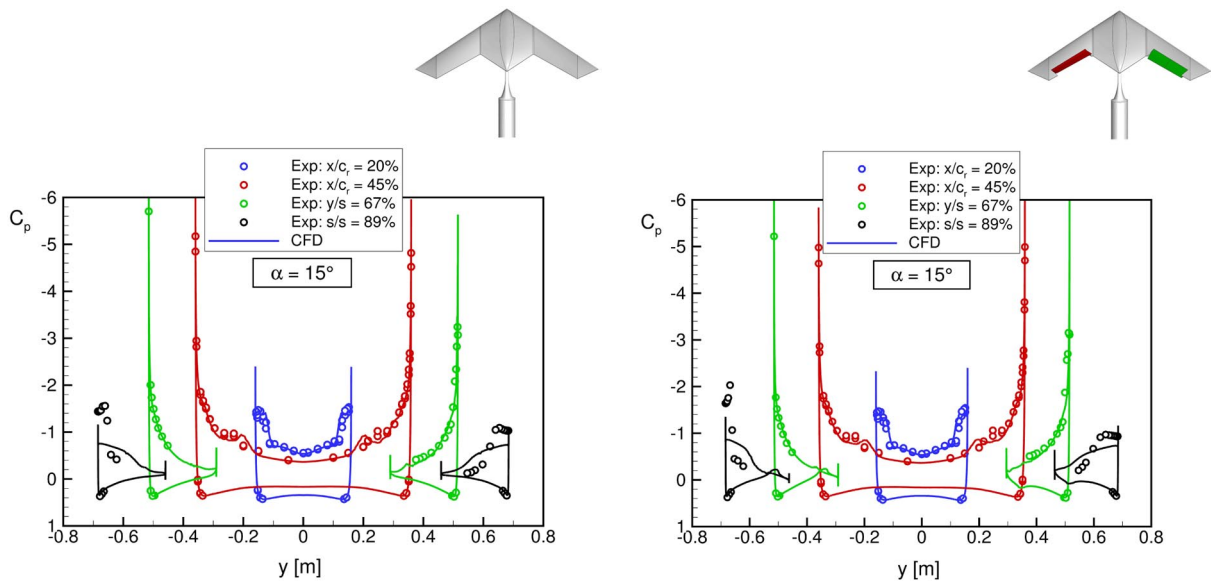 Exp: x/cr = 20%
Exp: x/cr = 45%
Exp: y/s = 67%
Exp: s/s = 89%
CFD
α = 15°
Cp
-6
-5
-4
-3
-2
-1
0
1
-0.8 -0.6 -0.4 -0.2 0 0.2 0.4 0.6 0.8
y [m]
Exp: x/cr = 20%
Exp: x/cr = 45%
Exp: y/s = 67%
Exp: s/s = 89%
CFD
α = 15°
Cp
-6
-5
-4
-3
-2
-1
0
1
-0.8 -0.6 -0.4 -0.2 0 0.2 0.4 0.6 0.8
y [m]